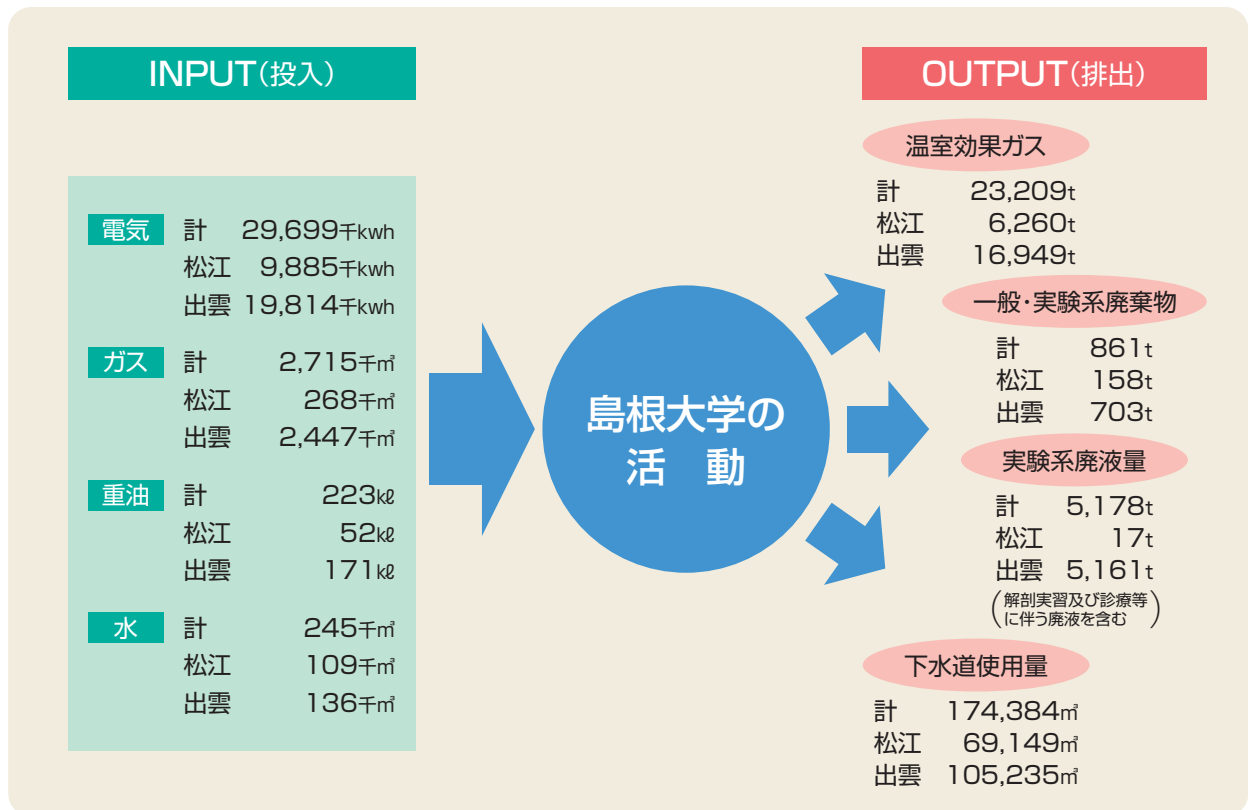 INPUT(投入)
電気 計 29,699千kwh
松江 9,885千kwh
出雲 19,814千kwh
ガス 計 2,715千㎥
松江 268千㎥
出雲 2,447千㎥
重油 計 223kℓ
松江 52kℓ
出雲 171kℓ
水 計 245千㎥
松江 109千㎥
出雲 136千㎥
島根大学の
活 動
OUTPUT(排出)
温室効果ガス
計 23,209t
松江 6,260t
出雲 16,949t
一般・実験系廃棄物
計 861t
松江 158t
出雲 703t
実験系廃液量
計 5,178t
松江 17t
出雲 5,161t
(解剖実習及び診療等
に伴う廃液を含む)
下水道使用量
計 174,384㎥
松江 69,149㎥
出雲 105,235㎥